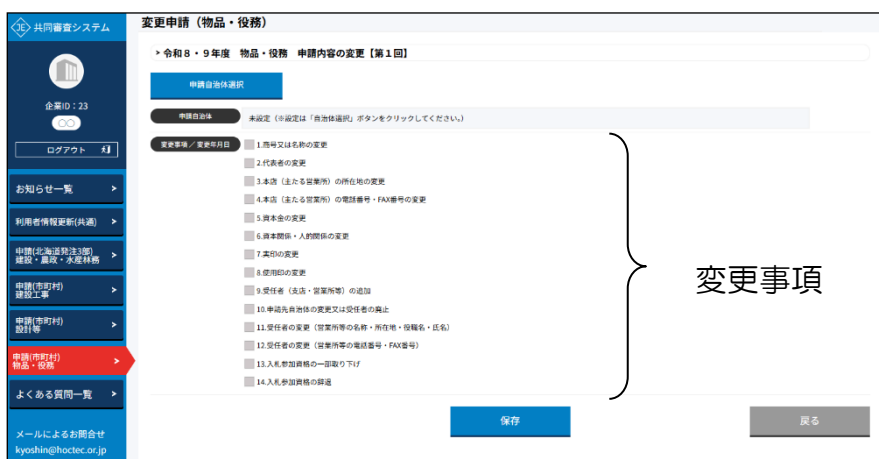 JE 共同審査システム
企業ID：23
○○
ログアウト
お知らせ一覧 >
利用者情報更新(共通) >
申請(北海道発注3部)
建設・農政・水産林務 >
申請(市町村)
建設工事 >
申請(市町村)
設計等 >
申請(市町村)
物品・役務 >
よくある質問一覧 >
メールによるお問合せ
kyoshin@hoctec.or.jp
変更申請（物品・役務）
> 令和８・９年度　物品・役務　申請内容の変更【第１回】
申請自治体選択
申請自治体 未設定（※設定は「自治体選択」ボタンをクリックしてください。）
変更事項／変更年月日 1.商号又は名称の変更
2.代表者の変更
3.本店（主たる営業所）の所在地の変更
4.本店（主たる営業所）の電話番号・FAX番号の変更
5.資本金の変更
6.資本関係・人的関係の変更
7.実印の変更
8.使用印の変更
9.受任者（支店・営業所等）の追加
10.申請先自治体の変更又は受任者の廃止
11.受任者の変更（営業所等の名称・所在地・役職名・氏名）
12.受任者の変更（営業所等の電話番号・FAX番号）
13.入札参加資格の一部取り下げ
14.入札参加資格の辞退
変更事項
保存
戻る